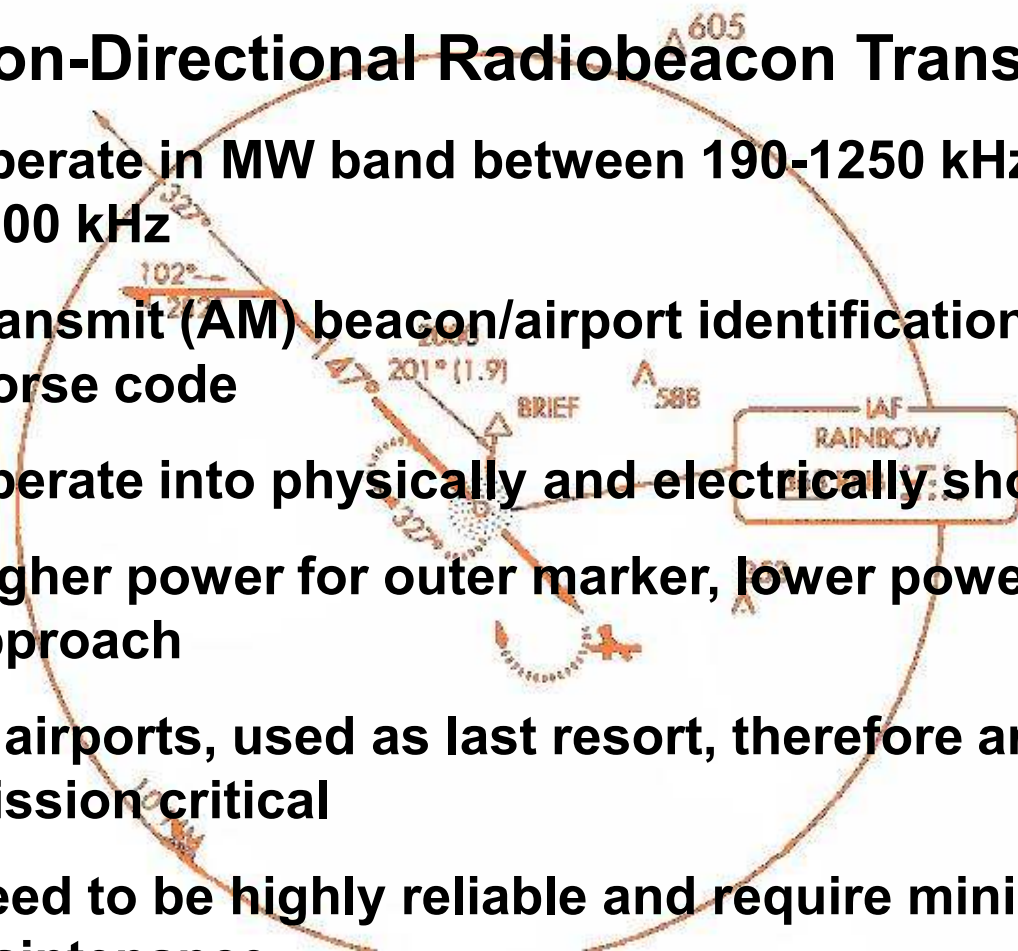 605
on-Directional Radiobeacon Trans
perate in MW band between 190-1250 kHz
00 kHz
327°
102°
ansmit (AM) beacon/airport identification
147° 201° (1.9)
orse code
588
BRIEF
IAF
RAINBOW
perate into physically and electrically sho
327°
gher power for outer marker, lower powe
pproach
airports, used as last resort, therefore ar
ission critical
eed to be highly reliable and require mini
aintenance